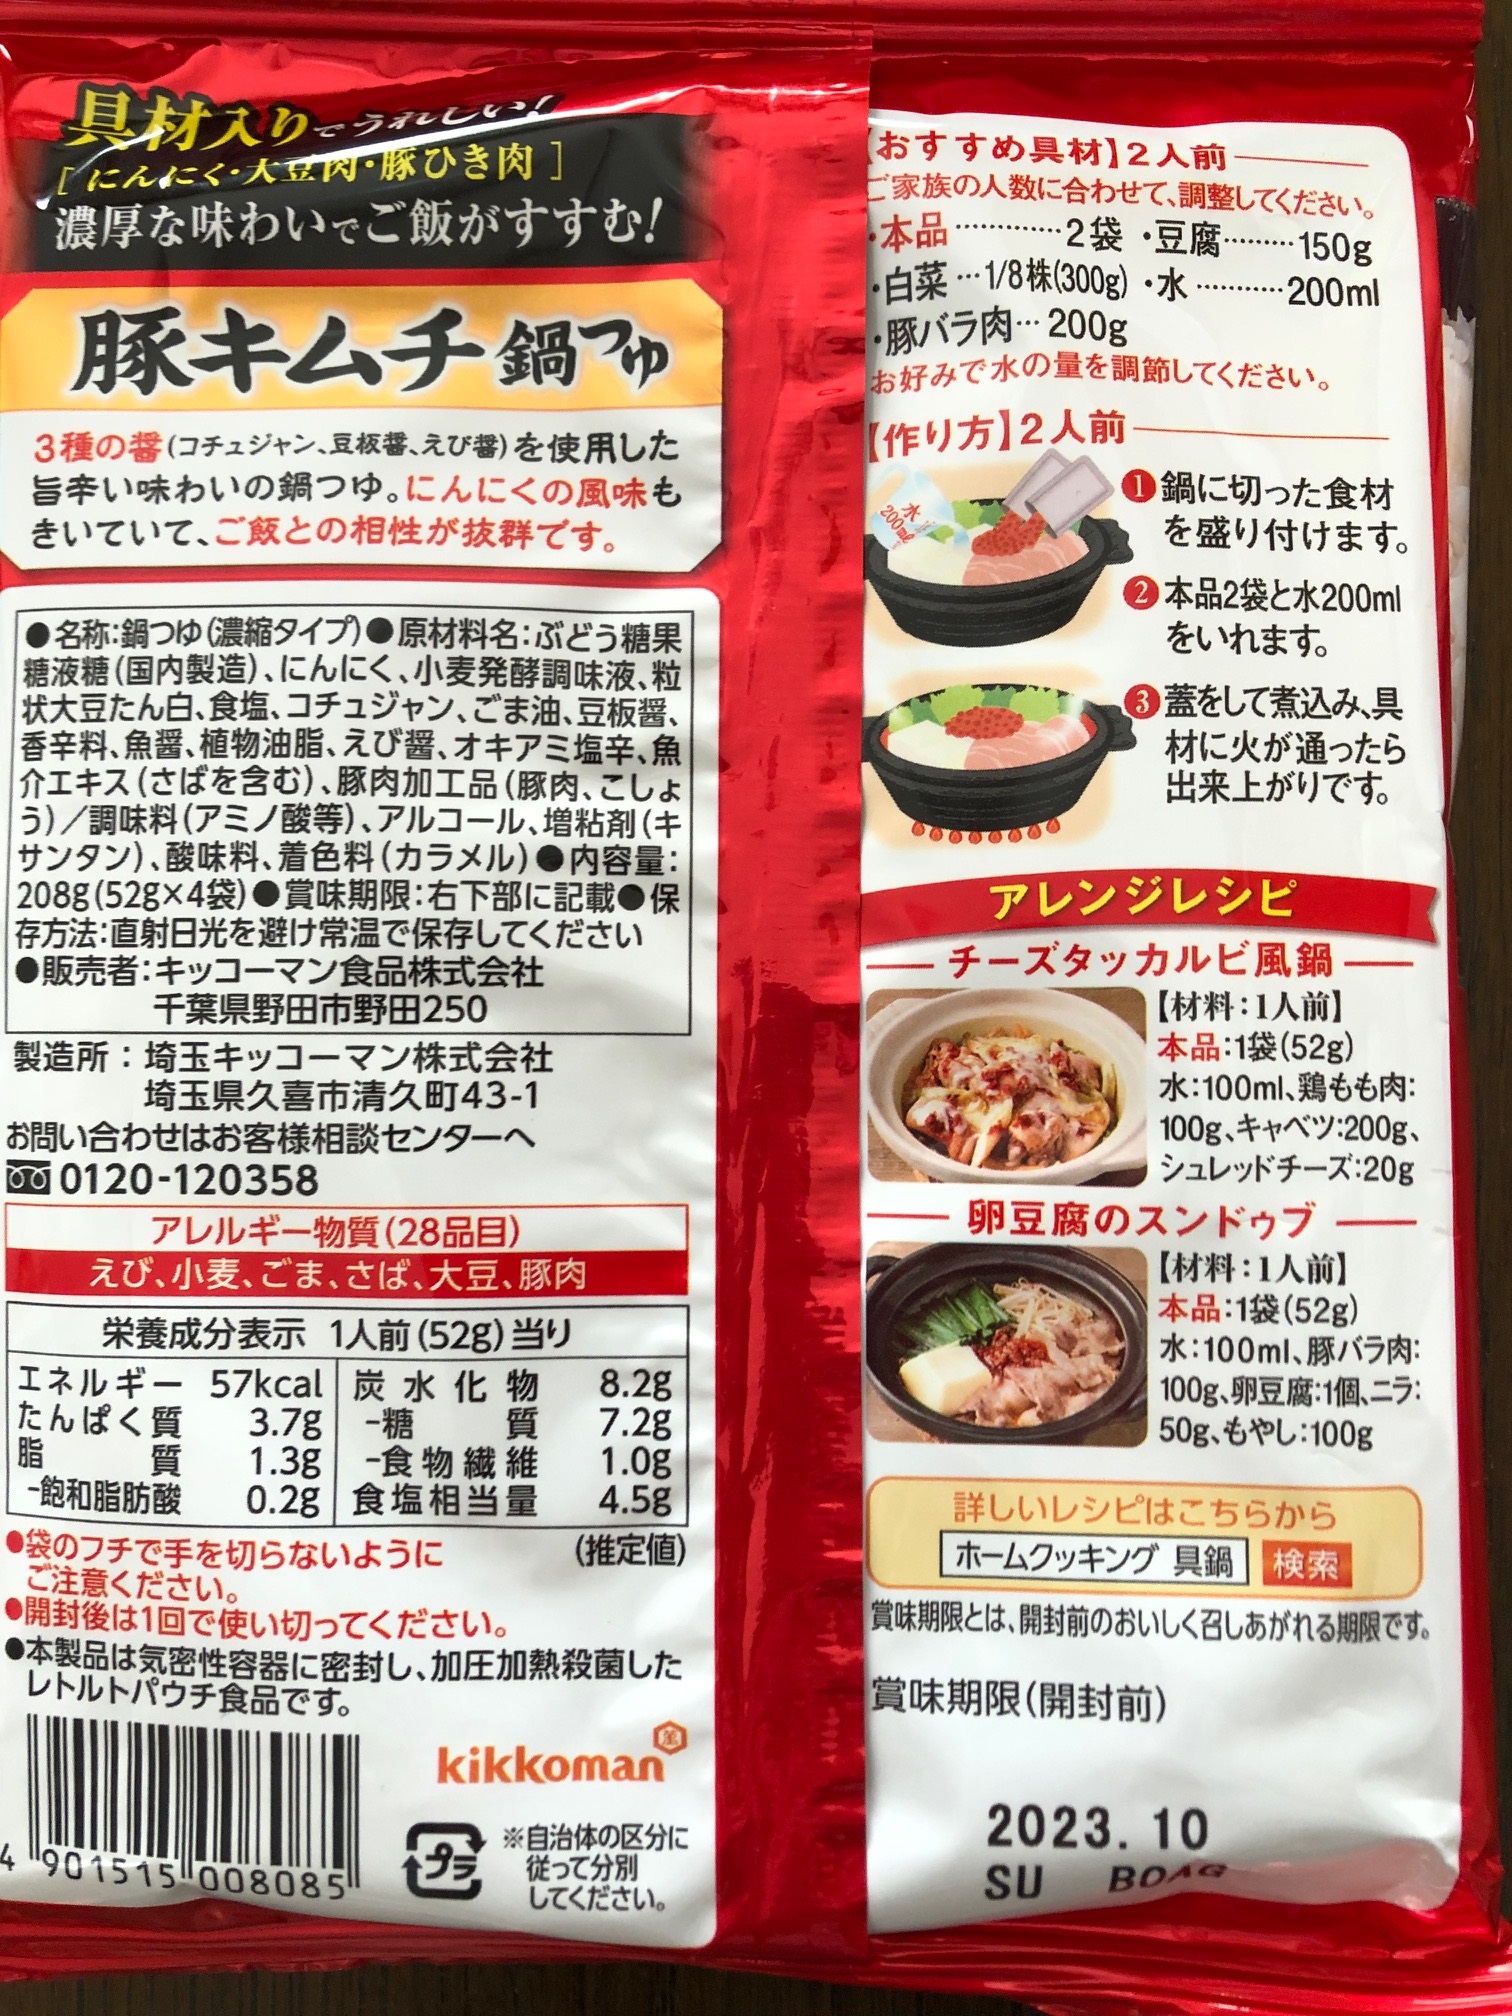 具材入りでうれしい!
[にんにく・大豆肉・豚ひき肉]
濃厚な味わいでご飯がすすむ!
豚キムチ鍋つゆ
3種の醤(コチュジャン、豆板醤、えび醤)を使用した
旨辛い味わいの鍋つゆ。にんにくの風味も
きいていて、ご飯との相性が抜群です。
●名称:鍋つゆ(濃縮タイプ)●原材料名:ぶどう糖果
糖液糖(国内製造)、にんにく、小麦発酵調味液、粒
状大豆たん白、食塩、コチュジャン、ごま油、豆板醤、
香辛料、魚醤、植物油脂、えび醤、オキアミ塩辛、魚
介エキス(さばを含む)、豚肉加工品(豚肉、こしょ
う)/調味料(アミノ酸等)、アルコール、増粘剤(キ
サンタン)、酸味料、着色料(カラメル)●内容量:
208g(52g×4袋)●賞味期限:右下部に記載●保
存方法:直射日光を避け常温で保存してください
●販売者:キッコーマン食品株式会社
千葉県野田市野田250
製造所:埼玉キッコーマン株式会社
埼玉県久喜市清久町43-1
お問い合わせはお客様相談センターへ
0120-120358
アレルギー物質(28品目)
えび、小麦、ごま、さば、大豆、豚肉
栄養成分表示 1人前(52g)当り
エネルギー 57kcal 炭水化物 8.2g
たんぱく質 3.7g -糖質 7.2g
脂質 1.3g -食物繊維 1.0g
-飽和脂肪酸 0.2g 食塩相当量 4.5g
(推定値)
●袋のフチで手を切らないように
ご注意ください。
●開封後は1回で使い切ってください。
●本製品は気密性容器に密封し、加圧加熱殺菌した
レトルトパウチ食品です。
kikkoman
萬
プラ
※自治体の区分に
従って分別
してください。
4 901515 008085
【おすすめ具材】2人前
ご家族の人数に合わせて、調整してください。
・本品…………2袋 ・豆腐………150g
・白菜…1/8株(300g) ・水…………200ml
・豚バラ肉…200g
お好みで水の量を調節してください。
【作り方】2人前
水
200ml
❶鍋に切った食材
を盛り付けます。
❷本品2袋と水200ml
をいれます。
❸蓋をして煮込み、具
材に火が通ったら
出来上がりです。
アレンジレシピ
チーズタッカルビ風鍋
【材料:1人前】
本品:1袋(52g)
水:100ml、鶏もも肉:
100g、キャベツ:200g、
シュレッドチーズ:20g
卵豆腐のスンドゥブ
【材料:1人前】
本品:1袋(52g)
水:100ml、豚バラ肉:
100g、卵豆腐:1個、ニラ:
50g、もやし:100g
詳しいレシピはこちらから
ホームクッキング 具鍋 検索
賞味期限とは、開封前のおいしく召しあがれる期限です。
賞味期限(開封前)
2023.10
SU BOAG